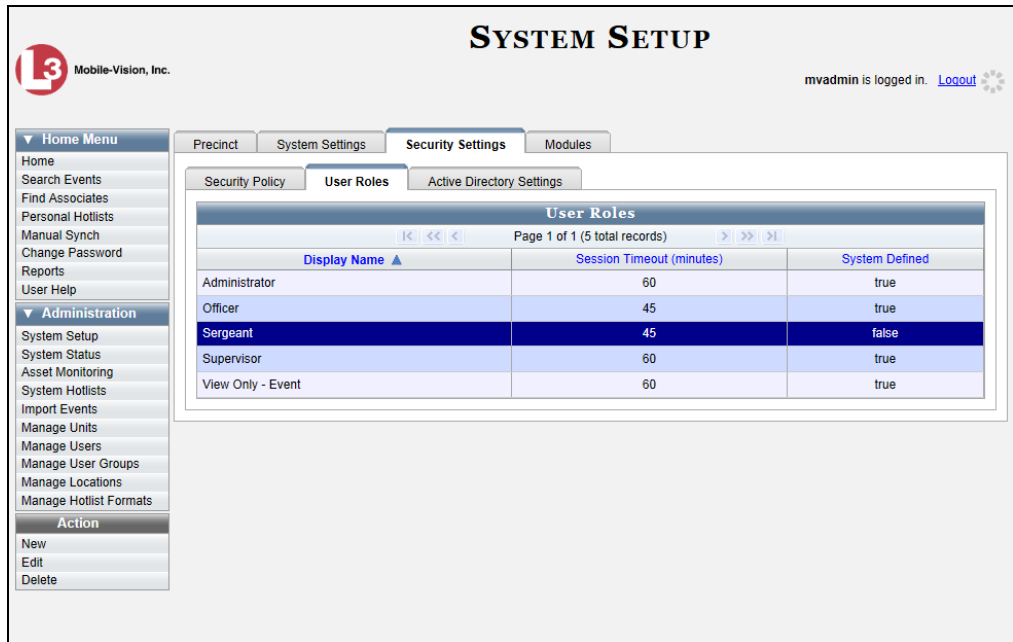 SYSTEM SETUP
L3 Mobile-Vision, Inc.
mvadmin is logged in. Logout
▼ Home Menu
Home
Search Events
Find Associates
Personal Hotlists
Manual Synch
Change Password
Reports
User Help
▼ Administration
System Setup
System Status
Asset Monitoring
System Hotlists
Import Events
Manage Units
Manage Users
Manage User Groups
Manage Locations
Manage Hotlist Formats
Action
New
Edit
Delete
Precinct System Settings Security Settings Modules
Security Policy User Roles Active Directory Settings
User Roles
|< << < Page 1 of 1 (5 total records) > >> >|
Display Name ▲ Session Timeout (minutes) System Defined
Administrator 60 true
Officer 45 true
Sergeant 45 false
Supervisor 60 true
View Only - Event 60 true